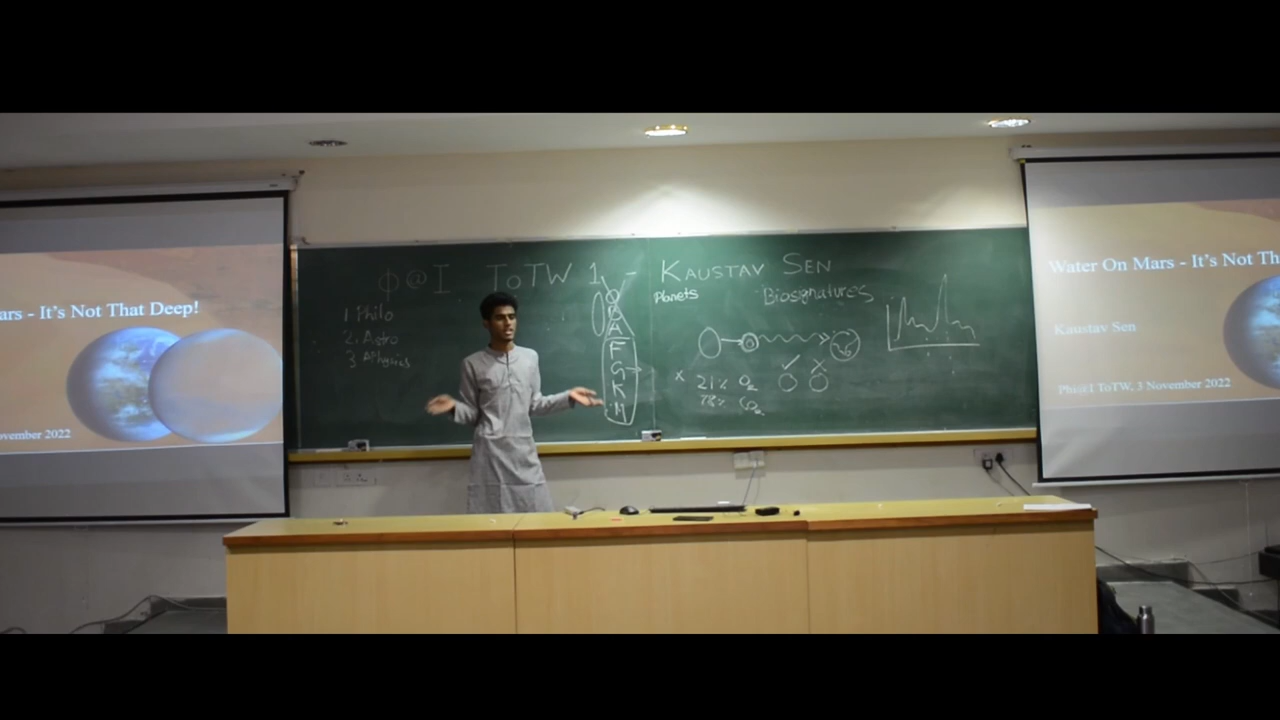 ars - It's Not That Deep!
ovember 2022
Φ@I ToTW 1 - KAUSTAV SEN
1 Philo
2. Astro
3 APhysics
O
B
A
F
G
K
M
Planets
Biosignatures
x 21% O₂
78%
Water On Mars - It's Not Th
Kaustav Sen
Phi@I ToTW, 3 November 2022